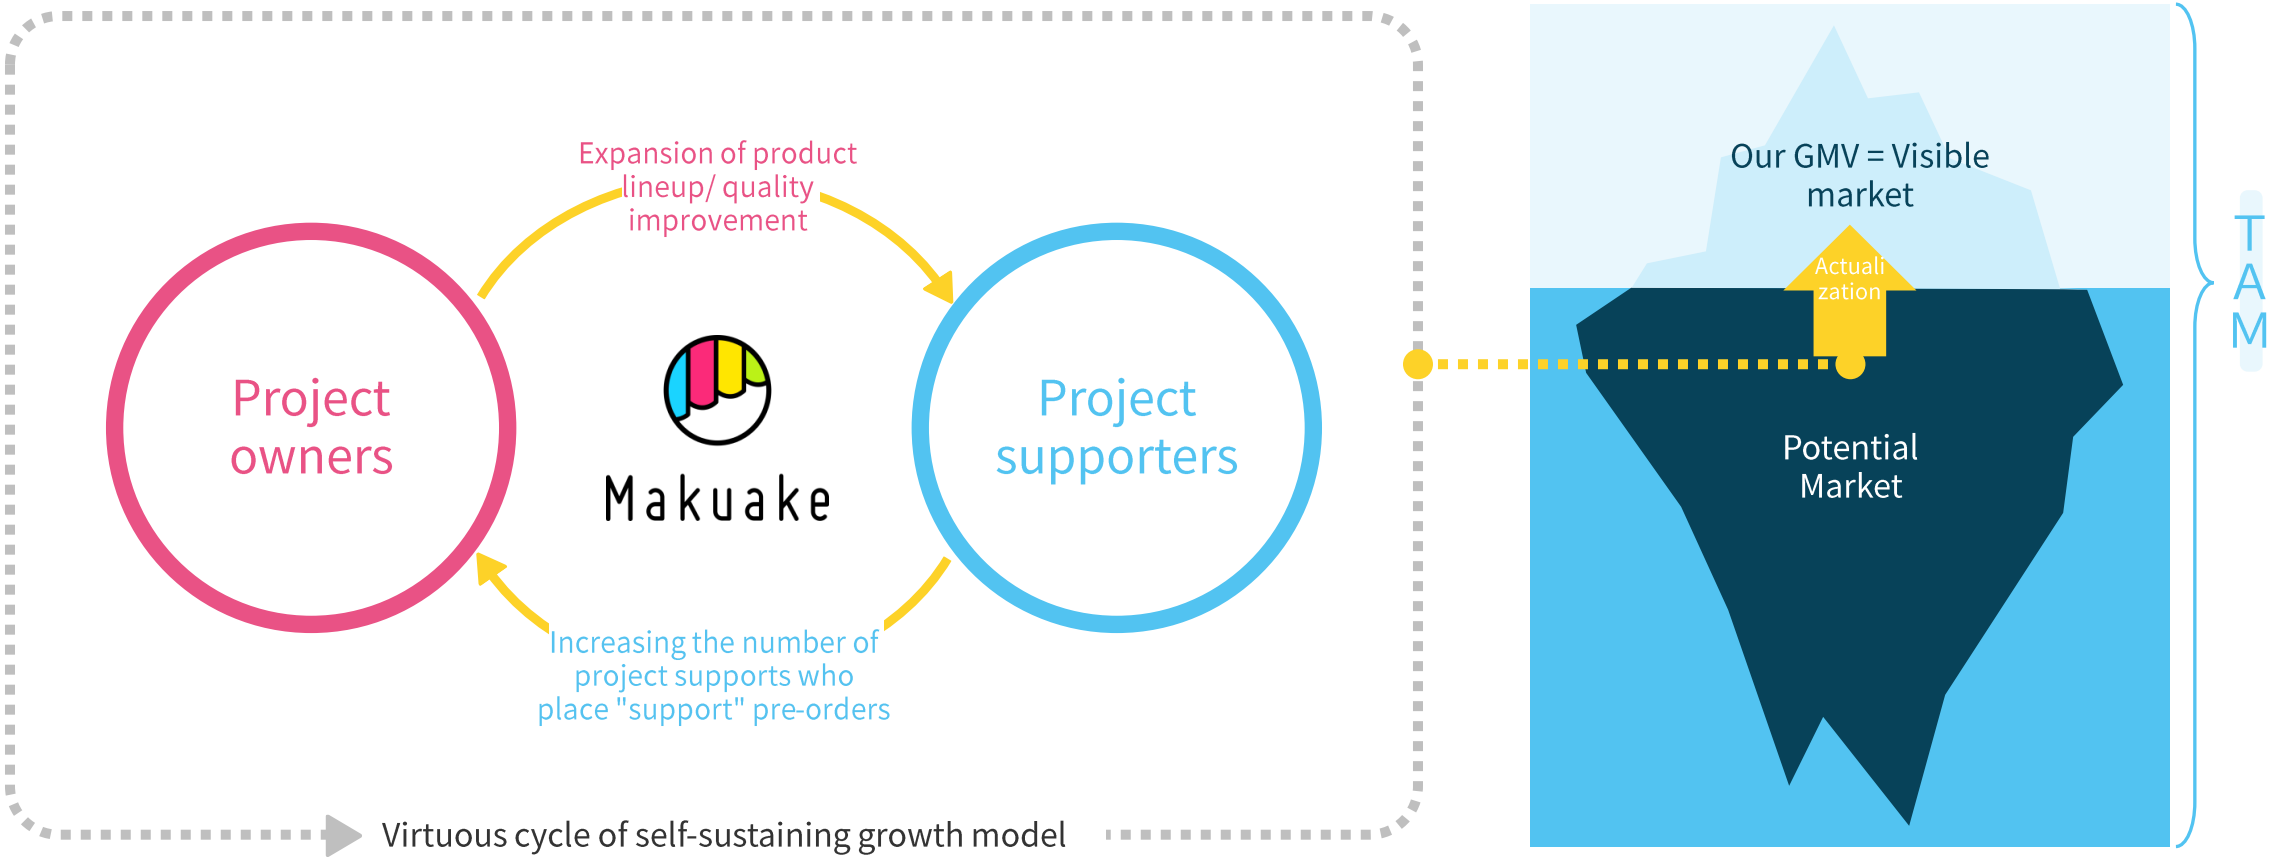 Expansion of product
lineup/ quality
improvement
Project
owners
Makuake
Project
supporters
Increasing the number of
project supports who
place "support" pre-orders
Virtuous cycle of self-sustaining growth model
Our GMV = Visible
market
Actuali
zation
Potential
Market
T
A
M